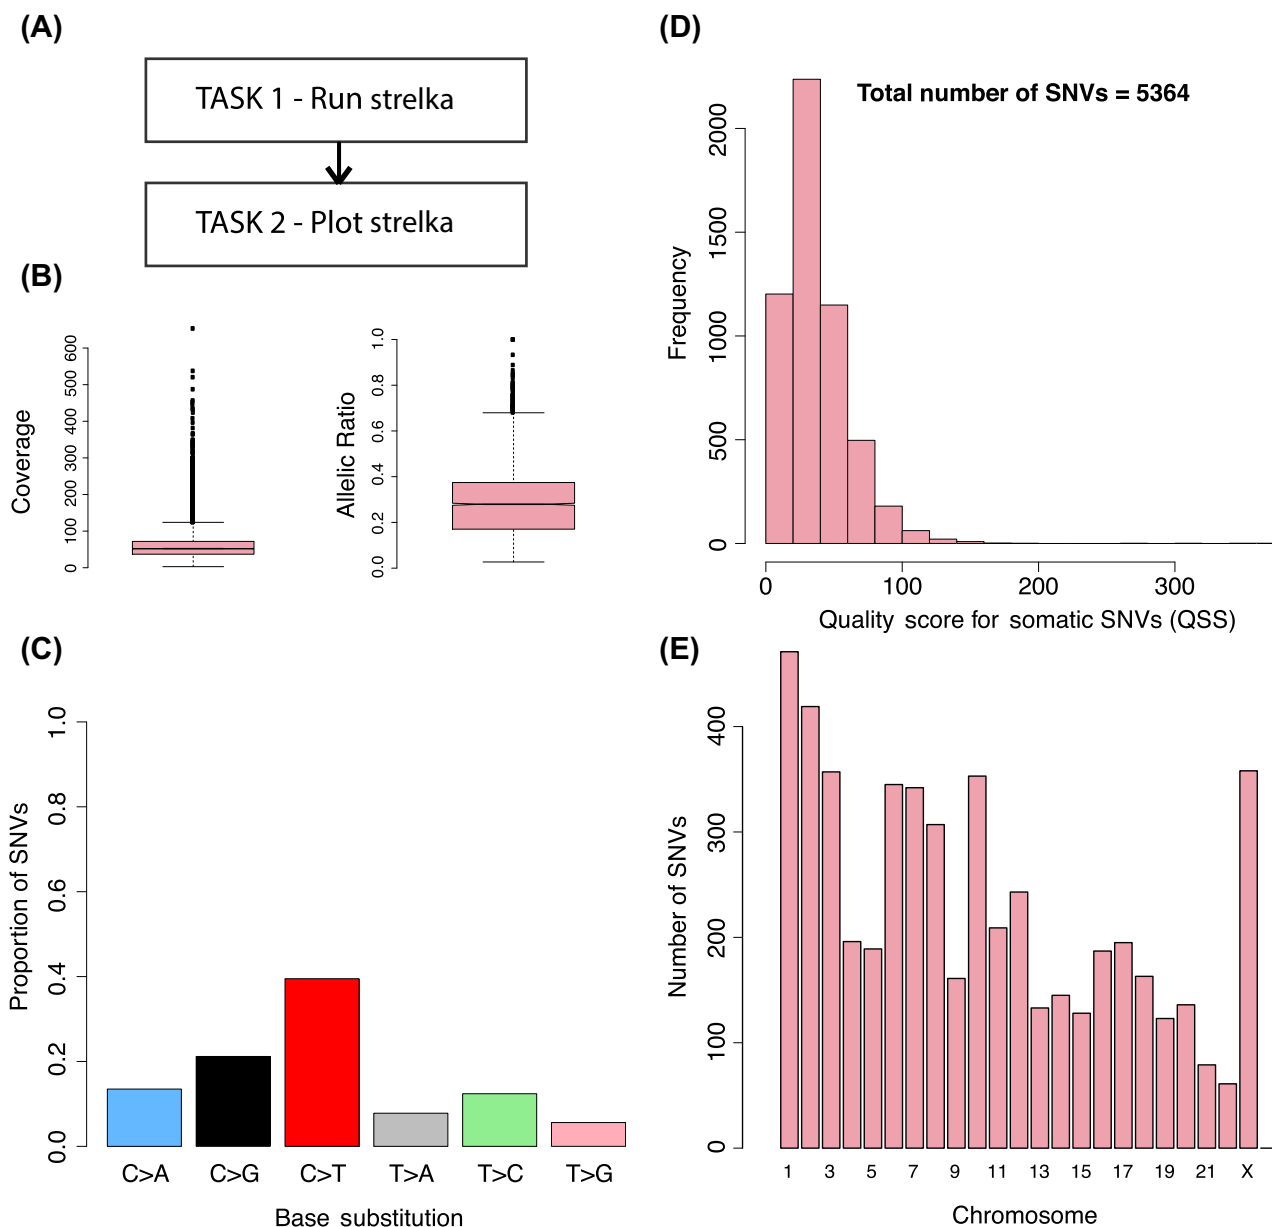 (A)
TASK 1 - Run strelka
TASK 2 - Plot strelka
(B)
Coverage
0 100 200 300 400 500 600
Allelic Ratio
0.0 0.2 0.4 0.6 0.8 1.0
(C)
Proportion of SNVs
0.0 0.2 0.4 0.6 0.8 1.0
C>A C>G C>T T>A T>C T>G
Base substitution
(D)
Total number of SNVs = 5364
Frequency
0 500 1000 1500 2000
0 100 200 300
Quality score for somatic SNVs (QSS)
(E)
Number of SNVs
0 100 200 300 400
1 3 5 7 9 11 13 15 17 19 21 X
Chromosome